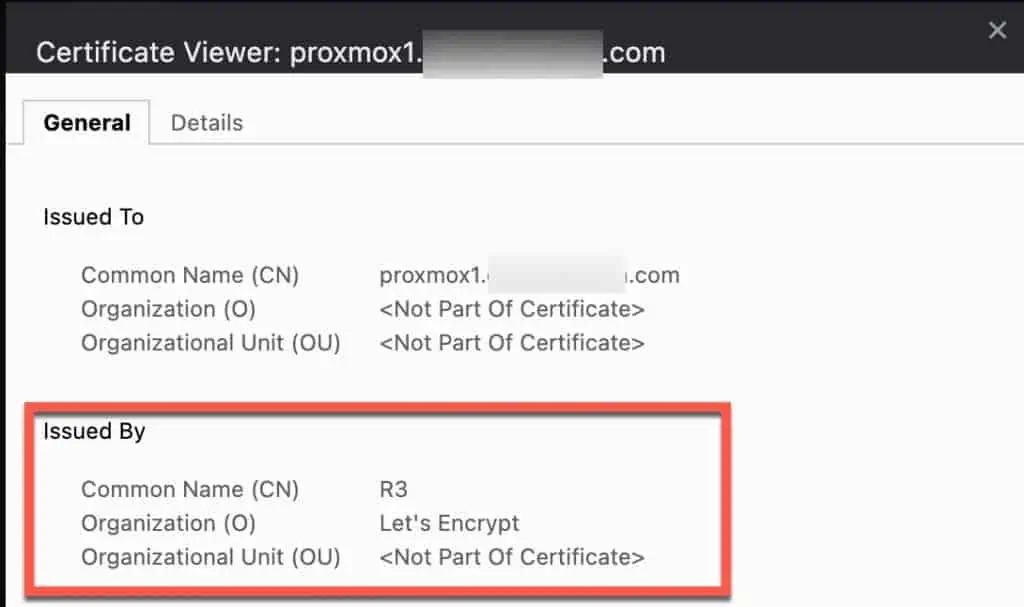 Certificate Viewer: proxmox1. .com
General Details
Issued To
Common Name (CN) proxmox1. .com
Organization (O) <Not Part Of Certificate>
Organizational Unit (OU) <Not Part Of Certificate>
Issued By
Common Name (CN) R3
Organization (O) Let's Encrypt
Organizational Unit (OU) <Not Part Of Certificate>